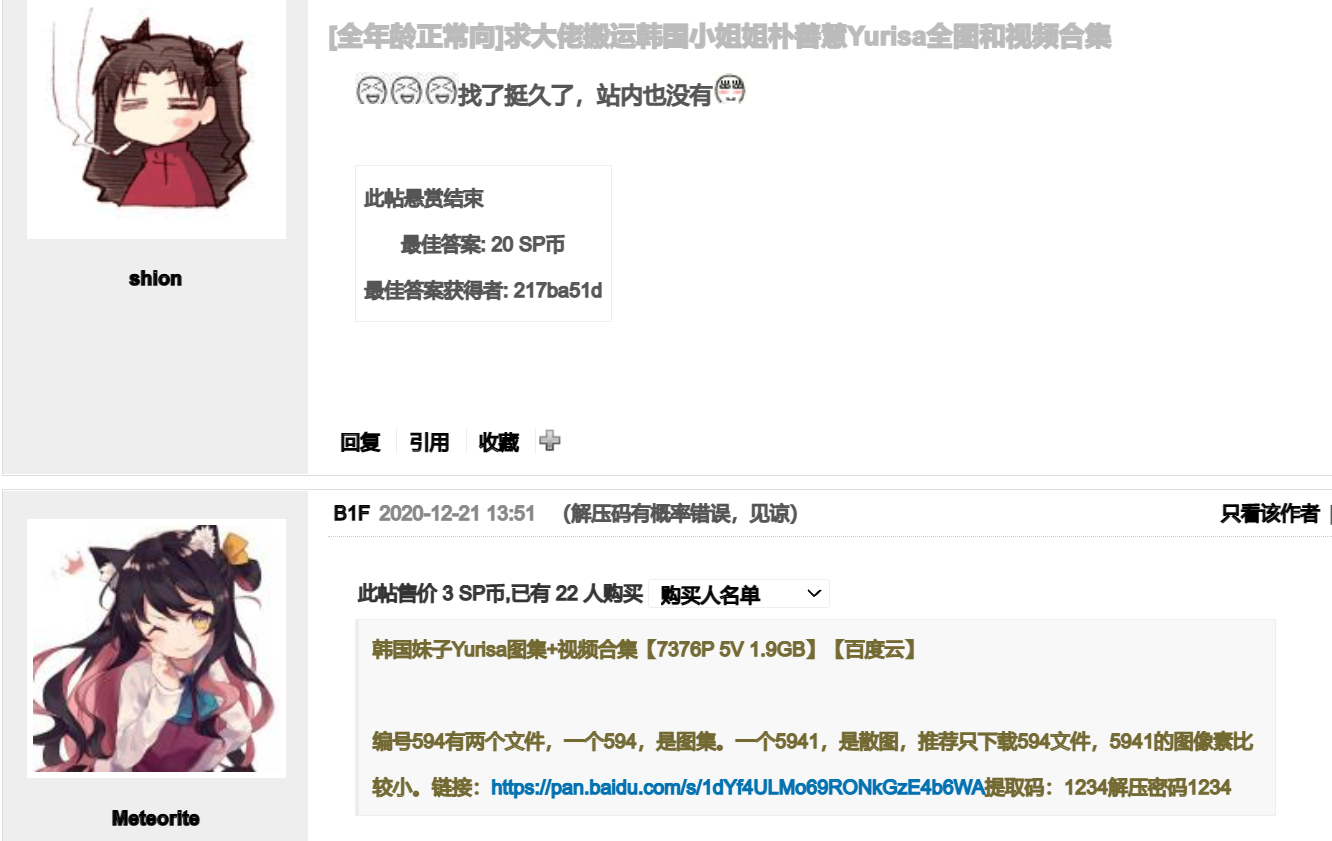 [全年龄正常向]求大佬搬运韩国小姐姐朴善慧Yurisa全图和视频合集
找了挺久了，站内也没有
此帖悬赏结束
最佳答案: 20 SP币
最佳答案获得者: 217ba51d
shion
回复 引用 收藏
B1F 2020-12-21 13:51 （解压码有概率错误，见谅） 只看该作者
此帖售价 3 SP币,已有 22 人购买 购买人名单
韩国妹子Yurisa图集+视频合集【7376P 5V 1.9GB】【百度云】
编号594有两个文件，一个594，是图集。一个5941，是散图，推荐只下载594文件，5941的图像素比
较小。链接：https://pan.baidu.com/s/1dYf4ULMo69RONkGzE4b6WA提取码：1234解压密码1234
Meteorite